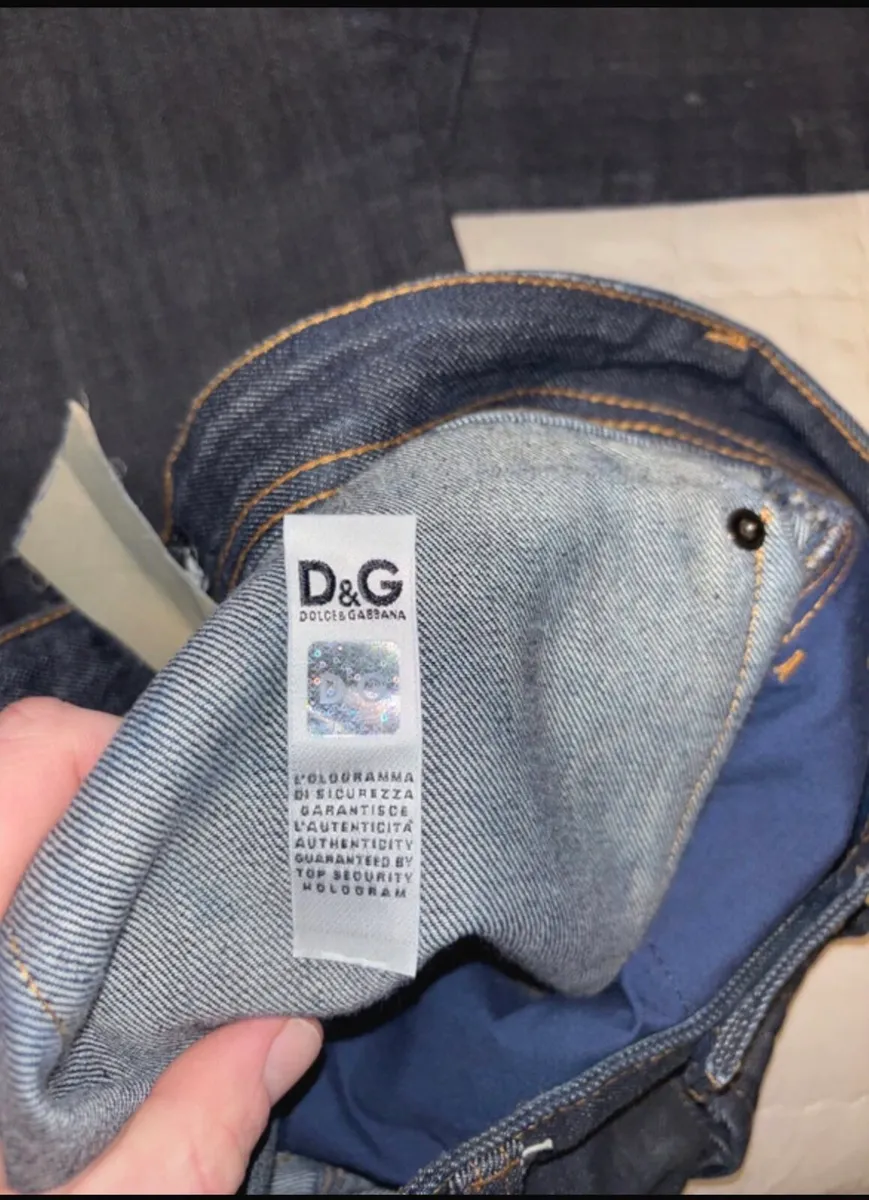 D&G
DOLCE&GABBANA
D&G
L'OLOGRAMMA
DI SICUREZZA
GARANTISCE
L'AUTENTICITÀ
AUTHENTICITY
GUARANTEED BY
TOP SECURITY
HOLOGRAM